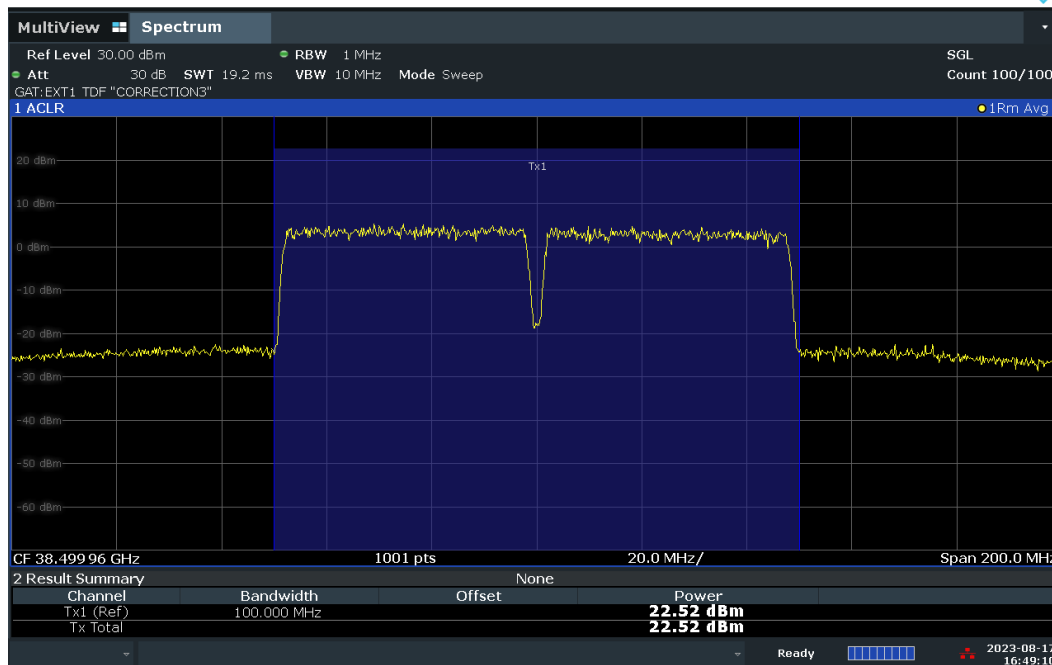 MultiView Spectrum
Ref Level 30.00 dBm RBW 1 MHz SGL
Att 30 dB SWT 19.2 ms VBW 10 MHz Mode Sweep Count 100/100
GAT:EXT1 TDF "CORRECTION3"
1 ACLR 1Rm Avg
Tx1
20 dBm
10 dBm
0 dBm
-10 dBm
-20 dBm
-30 dBm
-40 dBm
-50 dBm
-60 dBm
CF 38.49996 GHz 1001 pts 20.0 MHz/ Span 200.0 MHz
2 Result Summary None
Channel Bandwidth Offset Power
Tx1 (Ref) 100.000 MHz 22.52 dBm
Tx Total 22.52 dBm
Ready 2023-08-17
16:49:10